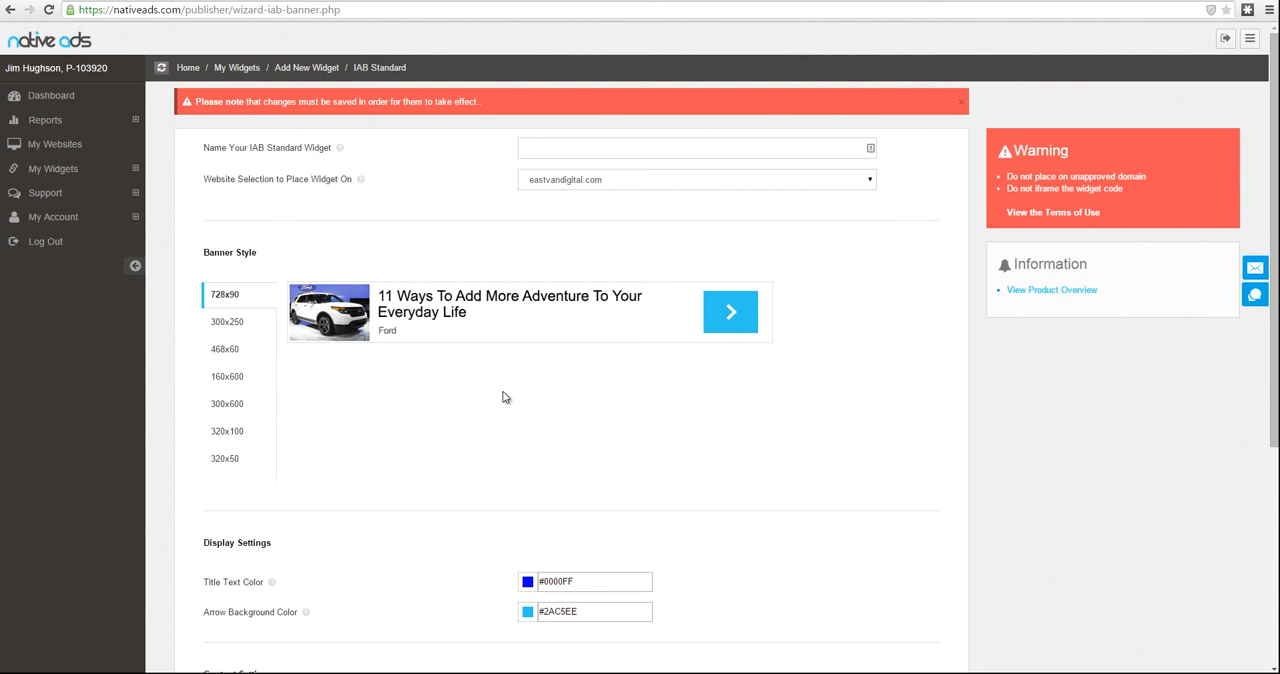 https://nativeads.com/publisher/wizard-iab-banner.php
native ads
Jim Hughson, P-103920
Home / My Widgets / Add New Widget / IAB Standard
Dashboard
Reports
My Websites
My Widgets
Support
My Account
Log Out
Please note that changes must be saved in order for them to take effect..
Name Your IAB Standard Widget
Website Selection to Place Widget On
eastvandigital.com
Banner Style
728x90
300x250
468x60
160x600
300x600
320x100
320x50
11 Ways To Add More Adventure To Your
Everyday Life
Ford
Display Settings
Title Text Color
#0000FF
Arrow Background Color
#2AC5EE
Warning
Do not place on unapproved domain
Do not iframe the widget code
View the Terms of Use
Information
View Product Overview